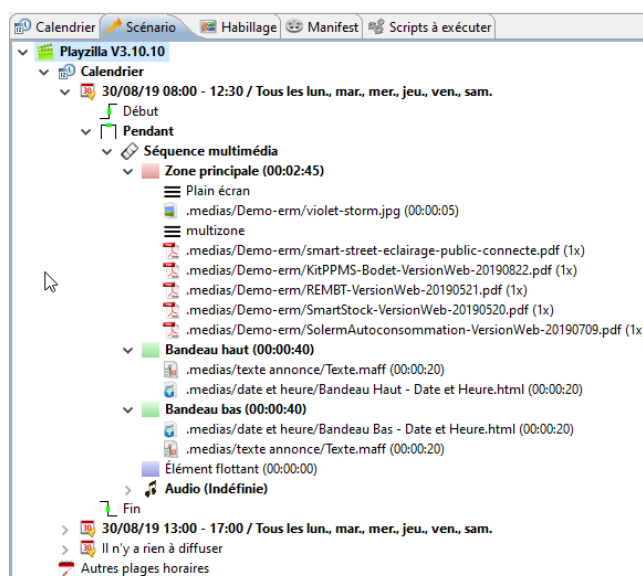 Calendrier Scénario Habillage Manifest Scripts à exécuter
Playzilla V3.10.10
Calendrier
30/08/19 08:00 - 12:30 / Tous les lun., mar., mer., jeu., ven., sam.
Début
Pendant
Séquence multimédia
Zone principale (00:02:45)
Plain écran
.medias/Demo-erm/violet-storm.jpg (00:00:05)
multizone
.medias/Demo-erm/smart-street-eclairage-public-connecte.pdf (1x)
.medias/Demo-erm/KitPPMS-Bodet-VersionWeb-20190822.pdf (1x)
.medias/Demo-erm/REMBT-VersionWeb-20190521.pdf (1x)
.medias/Demo-erm/SmartStock-VersionWeb-20190520.pdf (1x)
.medias/Demo-erm/SolermAutoconsommation-VersionWeb-20190709.pdf (1x
Bandeau haut (00:00:40)
.medias/texte annonce/Texte.maff (00:00:20)
.medias/date et heure/Bandeau Haut - Date et Heure.html (00:00:20)
Bandeau bas (00:00:40)
.medias/date et heure/Bandeau Bas - Date et Heure.html (00:00:20)
.medias/texte annonce/Texte.maff (00:00:20)
Élément flottant (00:00:00)
Audio (Indéfinie)
Fin
30/08/19 13:00 - 17:00 / Tous les lun., mar., mer., jeu., ven., sam.
Il n'y a rien à diffuser
Autres plages horaires